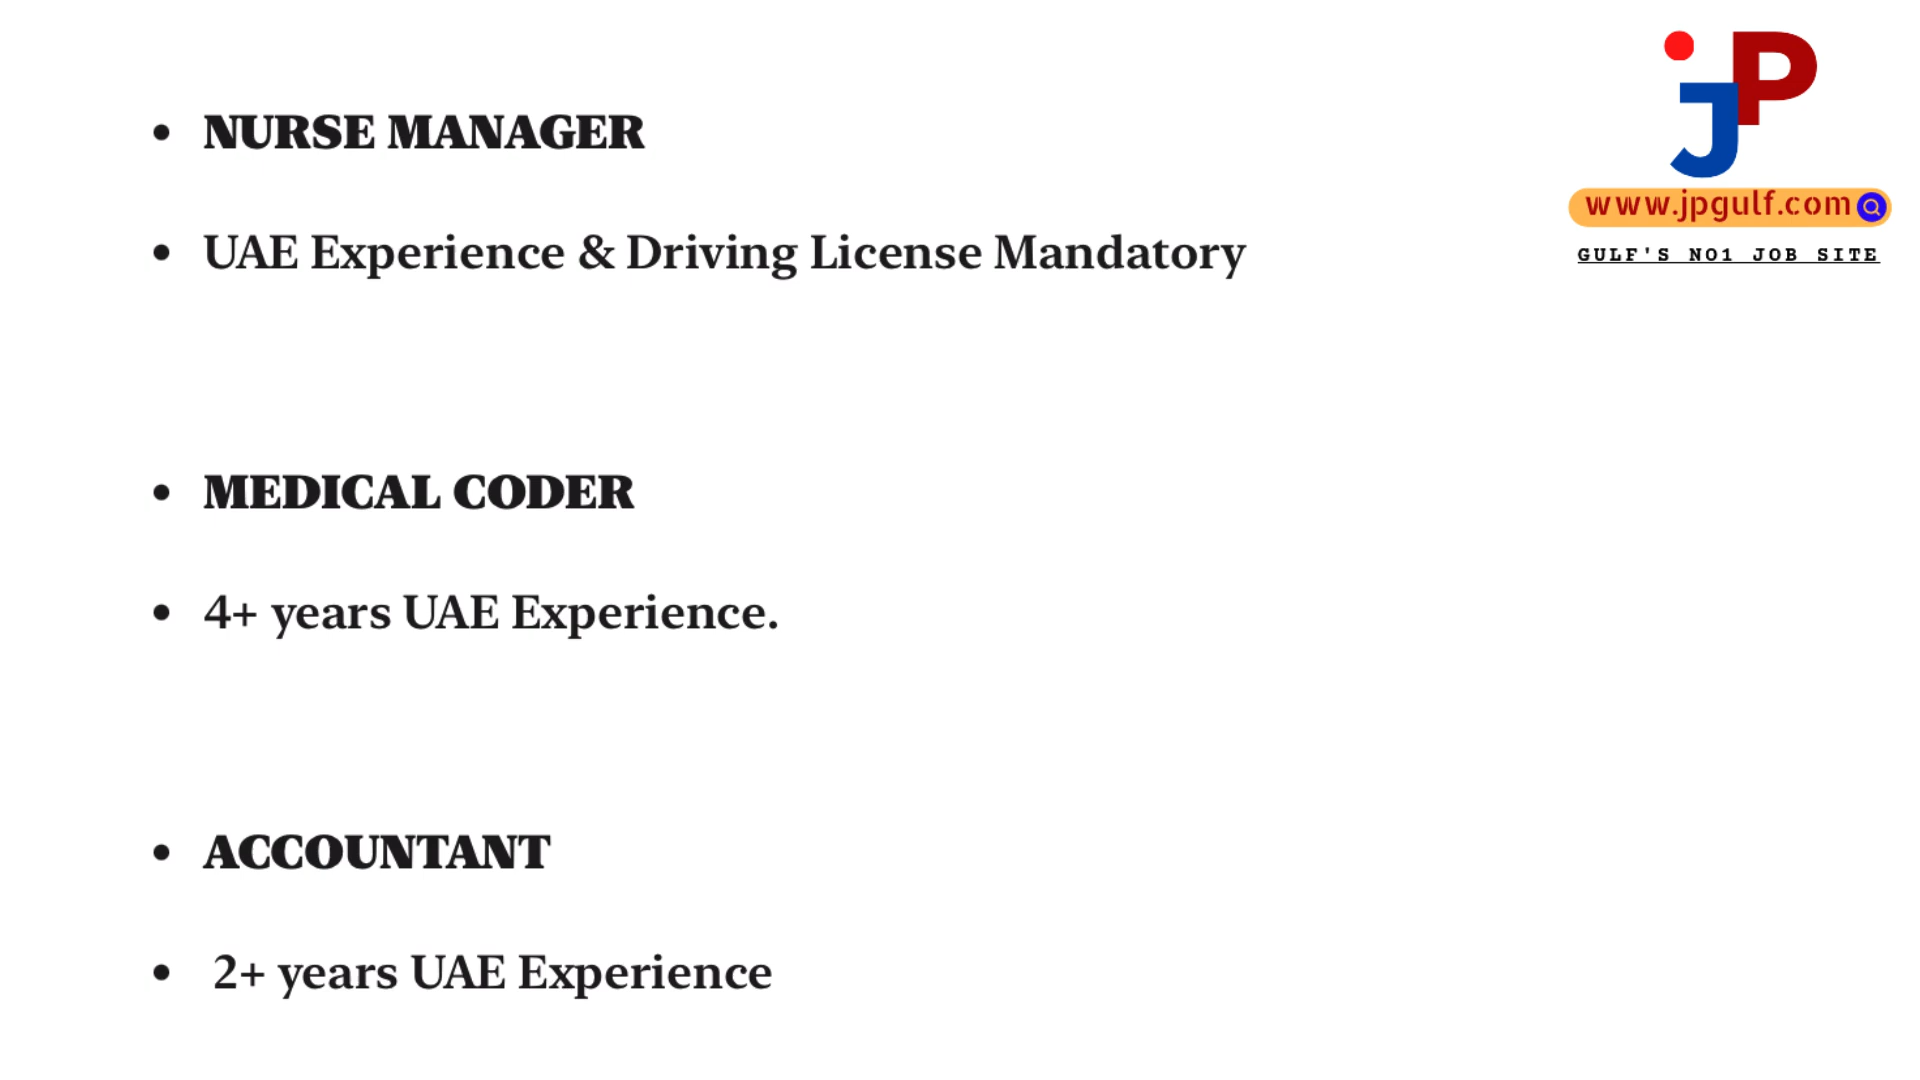 NURSE MANAGER
UAE Experience & Driving License Mandatory
MEDICAL CODER
4+ years UAE Experience.
ACCOUNTANT
2+ years UAE Experience
JP
www.jpgulf.com
GULF'S NO1 JOB SITE